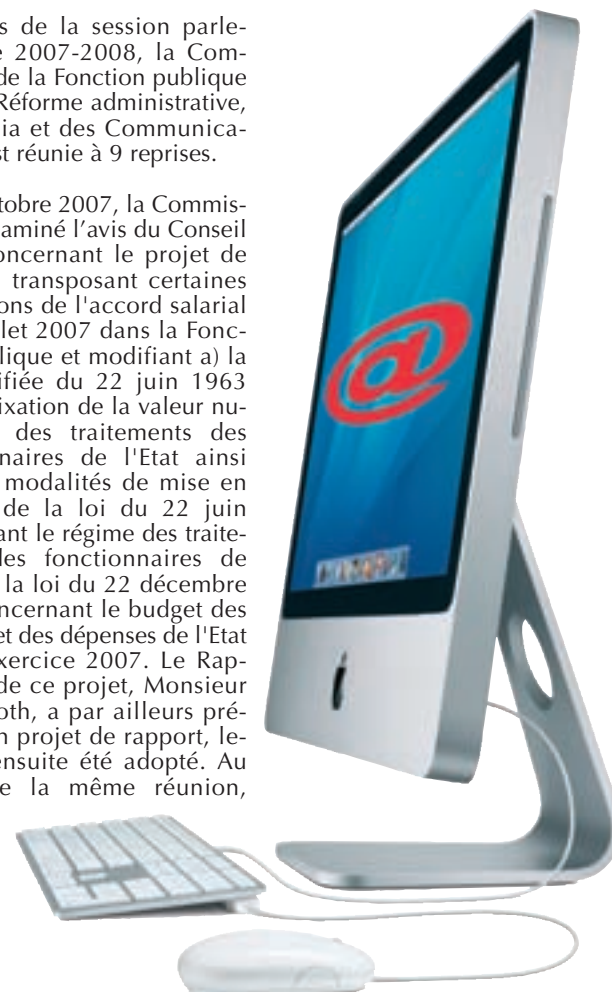 s de la session parle-
e 2007-2008, la Com-
de la Fonction publique
Réforme administrative,
ia et des Communica-
st réunie à 9 reprises.
tobre 2007, la Commis-
aminé l'avis du Conseil
oncernant le projet de
transposant certaines
ons de l'accord salarial
let 2007 dans la Fonc-
lique et modifiant a) la
ifiée du 22 juin 1963
ixation de la valeur nu-
des traitements des
naires de l'Etat ainsi
modalités de mise en
de la loi du 22 juin
ant le régime des traite-
des fonctionnaires de
la loi du 22 décembre
ncernant le budget des
et des dépenses de l'Etat
xercice 2007. Le Rap-
de ce projet, Monsieur
oth, a par ailleurs pré-
n projet de rapport, le-
ensuite été adopté. Au
e la même réunion,
@